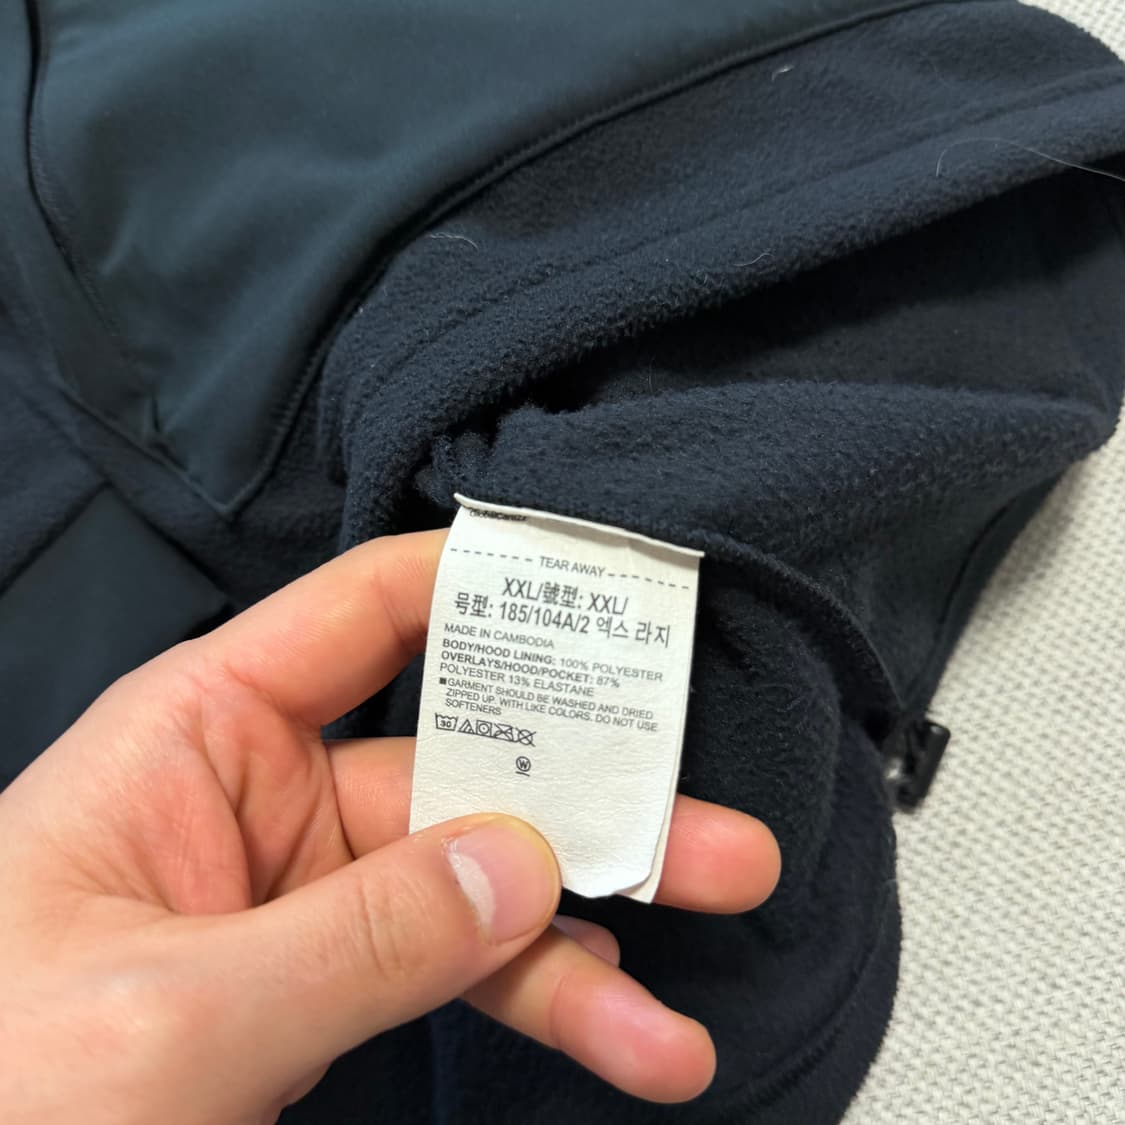 TEAR AWAY
XXL/號型: XXL/
号型: 185/104A/2 엑스 라지
MADE IN CAMBODIA
BODY/HOOD LINING: 100% POLYESTER
OVERLAYS/HOOD/POCKET: 87%
POLYESTER 13% ELASTANE
■GARMENT SHOULD BE WASHED AND DRIED
ZIPPED UP. WITH LIKE COLORS. DO NOT USE
SOFTENERS
30
W